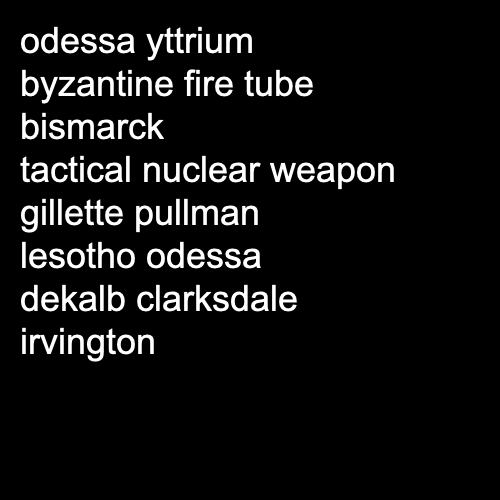 odessa yttrium
byzantine fire tube
bismarck
tactical nuclear weapon
gillette pullman
lesotho odessa
dekalb clarksdale
irvington